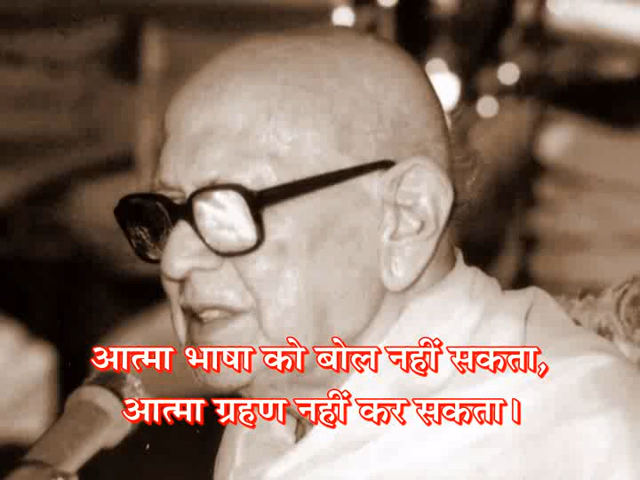 आत्मा भाषा को बोल नहीं सकता,
आत्मा ग्रहण नहीं कर सकता।